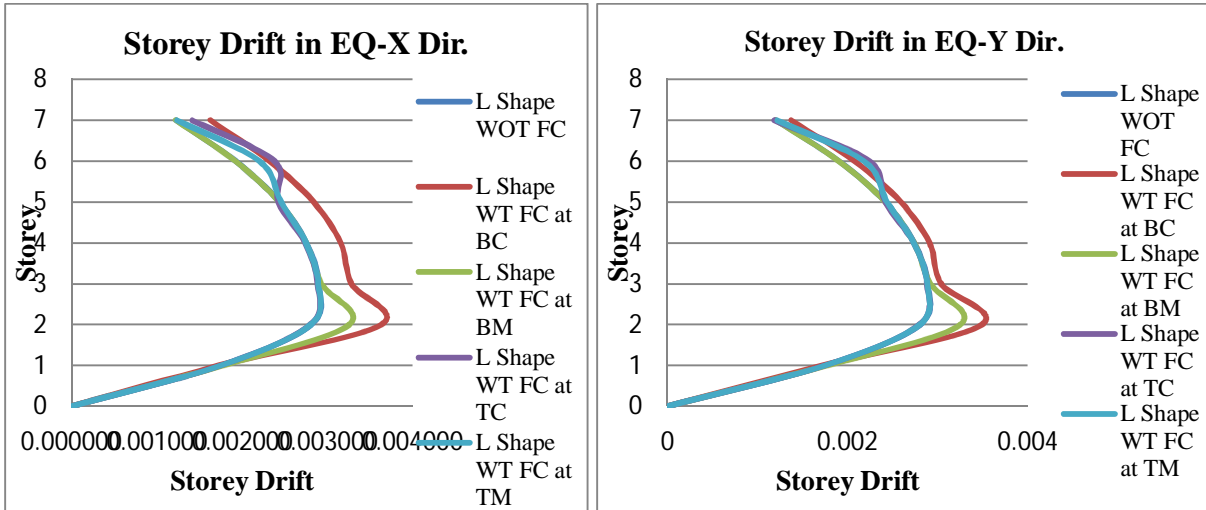 Storey Drift in EQ-X Dir.
8
7
6
5
4
3
2
1
0
Storey
0.000000 0.001000 0.002000 0.003000 0.004000
Storey Drift
L Shape
WOT FC
L Shape
WT FC at
BC
L Shape
WT FC at
BM
L Shape
WT FC at
TC
L Shape
WT FC at
TM
Storey Drift in EQ-Y Dir.
8
7
6
5
4
3
2
1
0
Storey
0 0.002 0.004
Storey Drift
L Shape
WOT
FC
L Shape
WT FC
at BC
L Shape
WT FC
at BM
L Shape
WT FC
at TC
L Shape
WT FC
at TM